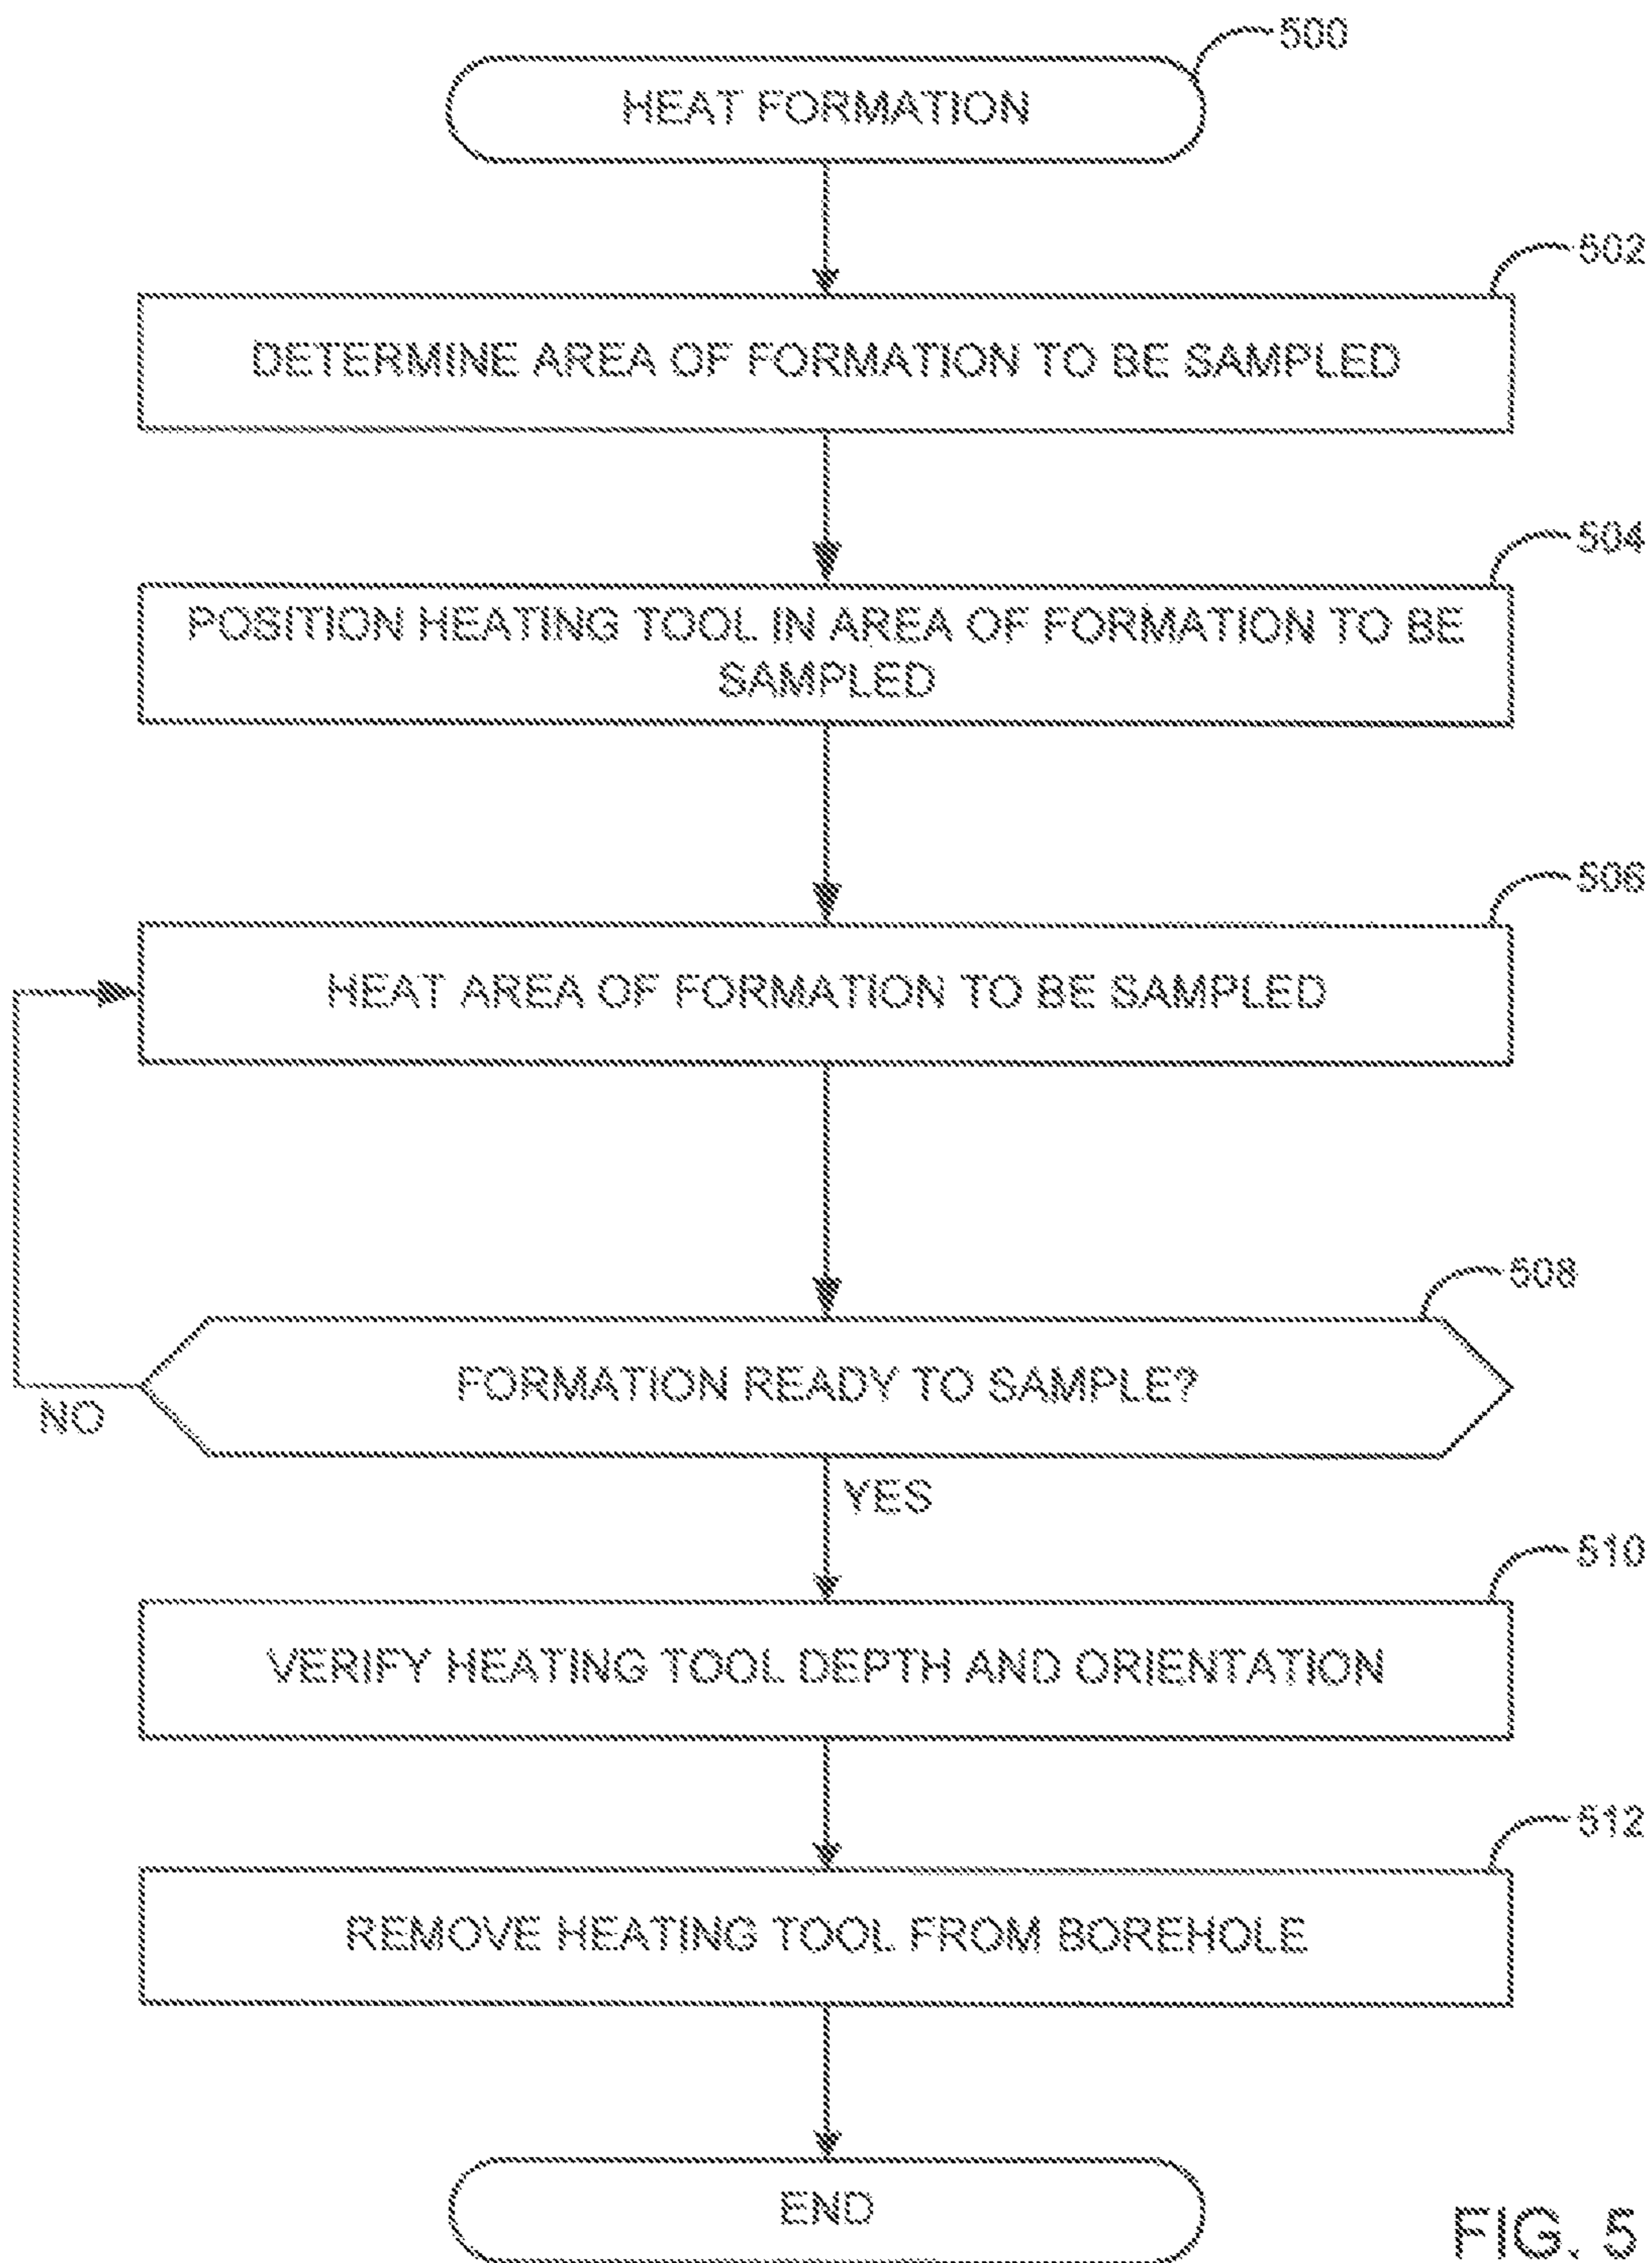 500
HEAT FORMATION
502
DETERMINE AREA OF FORMATION TO BE SAMPLED
504
POSITION HEATING TOOL IN AREA OF FORMATION TO BE
SAMPLED
506
HEAT AREA OF FORMATION TO BE SAMPLED
508
FORMATION READY TO SAMPLE?
NO
YES
510
VERIFY HEATING TOOL DEPTH AND ORIENTATION
512
REMOVE HEATING TOOL FROM BOREHOLE
END
FIG. 5